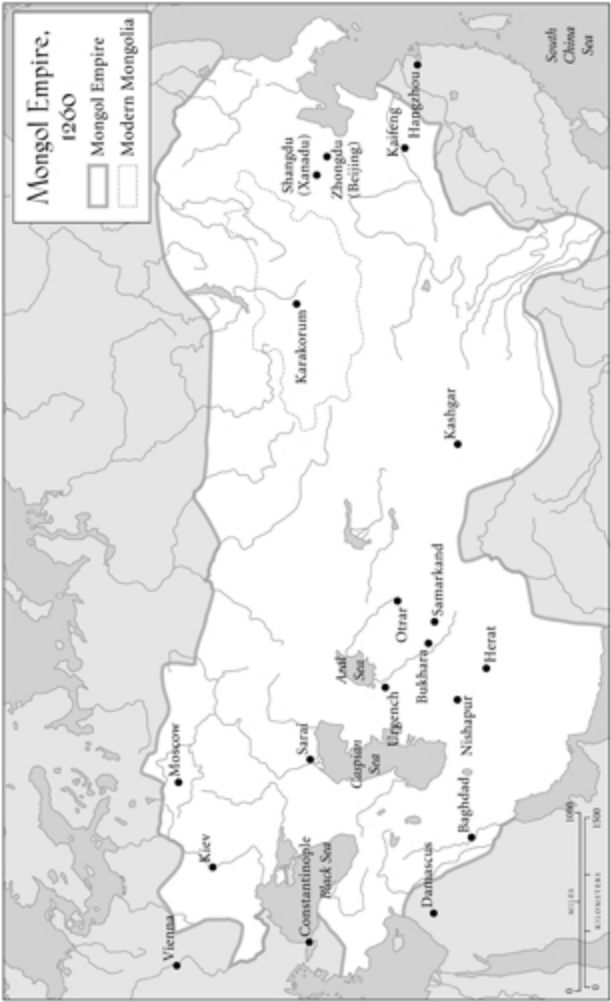 Mongol Empire,
1260
Mongol Empire
Modern Mongolia
Vienna
Kiev
Moscow
Constantinople
Black Sea
Sarai
Caspian
Sea
Aral
Sea
Urgench
Otrar
Bukhara
Samarkand
Damascus
Baghdad
Nishapur
Herat
Kashgar
Karakorum
Shangdu
(Xanadu)
Zhongdu
(Beijing)
Kaifeng
Hangzhou
South
China
Sea
0
MILES
1000
0
KILOMETERS
1500